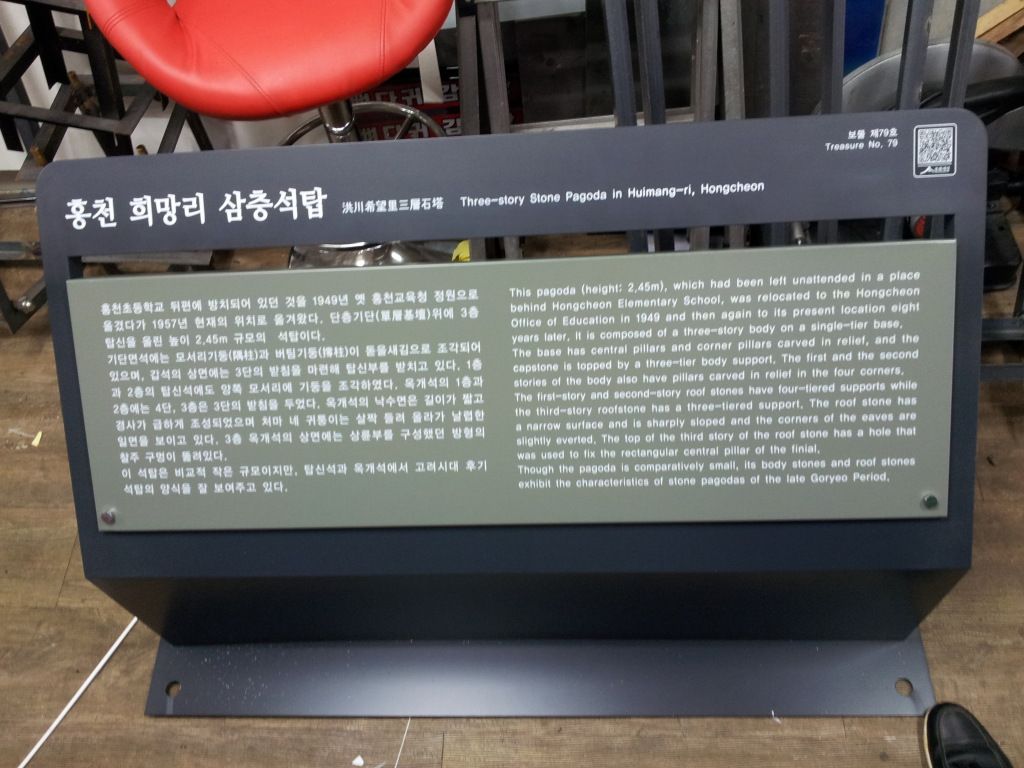 보물 제79호
Treasure No. 79
홍천 희망리 삼층석탑 洪川希望里三層石塔 Three-story Stone Pagoda in Huimang-ri, Hongcheon
홍천초등학교 뒤편에 방치되어 있던 것을 1949년 옛 홍천교육청 정원으로
옮겼다가 1957년 현재의 위치로 옮겨왔다. 단층기단(單層基壇)위에 3층
탑신을 올린 높이 2.45m 규모의 석탑이다.
기단면석에는 모서리기둥(隅柱)과 버팀기둥(撑柱)이 돋을새김으로 조각되어
있으며, 갑석의 상면에는 3단의 받침을 마련해 탑신부를 받치고 있다. 1층
과 2층의 탑신석에도 양쪽 모서리에 기둥을 조각하였다. 옥개석의 1층과
2층에는 4단, 3층은 3단의 받침을 두었다. 옥개석의 낙수면은 길이가 짧고
경사가 급하게 조성되었으며 처마 네 귀퉁이는 살짝 들려 올라가 날렵한
일면을 보이고 있다. 3층 옥개석의 상면에는 상륜부를 구성했던 방형의
찰주 구멍이 뚫려있다.
이 석탑은 비교적 작은 규모이지만, 탑신석과 옥개석에서 고려시대 후기
석탑의 양식을 잘 보여주고 있다.
This pagoda (height: 2,45m), which had been left unattended in a place
behind Hongcheon Elementary School, was relocated to the Hongcheon
Office of Education in 1949 and then again to its present location eight
years later. It is composed of a three-story body on a single-tier base.
The base has central pillars and corner pillars carved in relief, and the
capstone is topped by a three-tier body support. The first and the second
stories of the body also have pillars carved in relief in the four corners.
The first-story and second-story roof stones have four-tiered supports while
the third-story roofstone has a three-tiered support. The roof stone has
a narrow surface and is sharply sloped and the corners of the eaves are
slightly everted. The top of the third story of the roof stone has a hole that
was used to fix the rectangular central pillar of the finial.
Though the pagoda is comparatively small, its body stones and roof stones
exhibit the characteristics of stone pagodas of the late Goryeo Period.